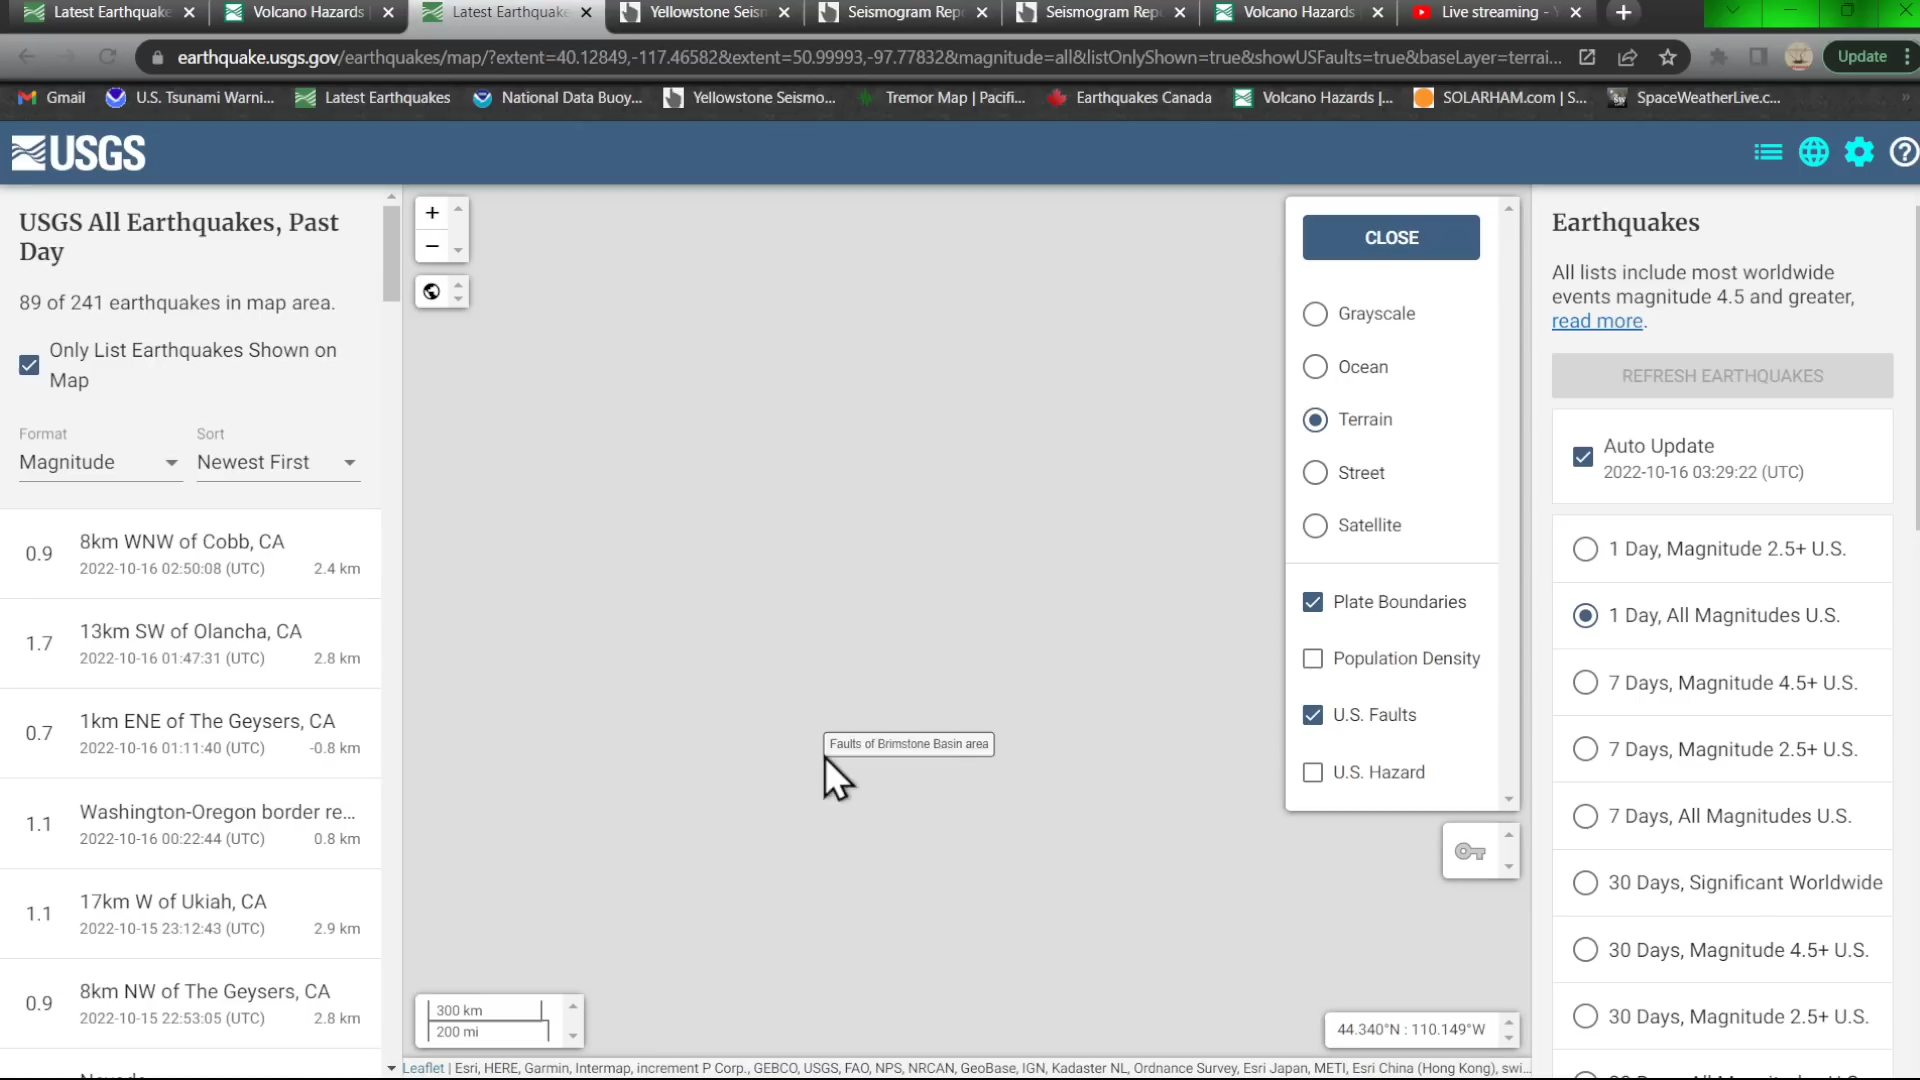 Latest Earthquake
Volcano Hazards
Latest Earthquake
Yellowstone Seism
Seismogram Rep
Seismogram Rep
Volcano Hazards
Live streaming -
earthquake.usgs.gov/earthquakes/map/?extent=40.12849,-117.46582&extent=50.99993,-97.77832&magnitude=all&listOnlyShown=true&showUSFaults=true&baseLayer=terrai...
Update
Gmail
U.S. Tsunami Warni...
Latest Earthquakes
National Data Buoy...
Yellowstone Seismo...
Tremor Map | Pacifi...
Earthquakes Canada
Volcano Hazards |...
SOLARHAM.com | S...
SpaceWeatherLive.c...
USGS
USGS All Earthquakes, Past
Day
89 of 241 earthquakes in map area.
Only List Earthquakes Shown on
Map
Format
Sort
Magnitude
Newest First
0.9
8km WNW of Cobb, CA
2022-10-16 02:50:08 (UTC)
2.4 km
1.7
13km SW of Olancha, CA
2022-10-16 01:47:31 (UTC)
2.8 km
0.7
1km ENE of The Geysers, CA
2022-10-16 01:11:40 (UTC)
-0.8 km
1.1
Washington-Oregon border re...
2022-10-16 00:22:44 (UTC)
0.8 km
1.1
17km W of Ukiah, CA
2022-10-15 23:12:43 (UTC)
2.9 km
0.9
8km NW of The Geysers, CA
2022-10-15 22:53:05 (UTC)
2.8 km
+
−
Faults of Brimstone Basin area
300 km
200 mi
CLOSE
Grayscale
Ocean
Terrain
Street
Satellite
Plate Boundaries
Population Density
U.S. Faults
U.S. Hazard
44.340°N : 110.149°W
Leaflet | Esri, HERE, Garmin, Intermap, increment P Corp., GEBCO, USGS, FAO, NPS, NRCAN, GeoBase, IGN, Kadaster NL, Ordnance Survey, Esri Japan, METI, Esri China (Hong Kong), swi...
Earthquakes
All lists include most worldwide
events magnitude 4.5 and greater,
read more.
REFRESH EARTHQUAKES
Auto Update
2022-10-16 03:29:22 (UTC)
1 Day, Magnitude 2.5+ U.S.
1 Day, All Magnitudes U.S.
7 Days, Magnitude 4.5+ U.S.
7 Days, Magnitude 2.5+ U.S.
7 Days, All Magnitudes U.S.
30 Days, Significant Worldwide
30 Days, Magnitude 4.5+ U.S.
30 Days, Magnitude 2.5+ U.S.